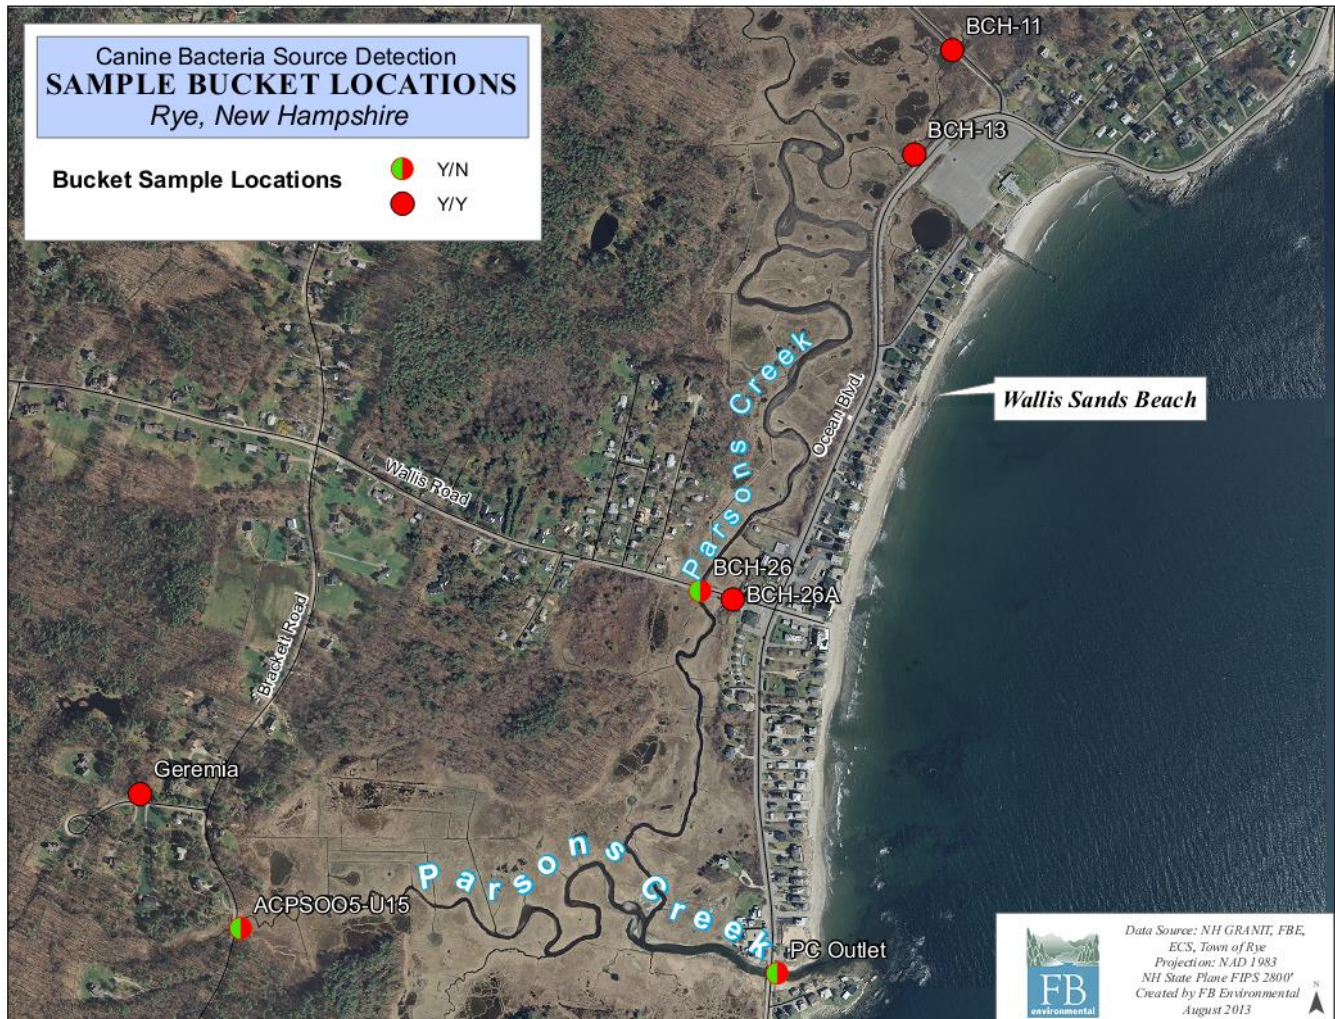 Canine Bacteria Source Detection
SAMPLE BUCKET LOCATIONS
Rye, New Hampshire
Bucket Sample Locations
Y/N
Y/Y
BCH-11
BCH-13
Wallis Sands Beach
Ocean Blvd.
Parsons Creek
Wallis Road
BCH-26
BCH-26A
Brackett Road
Geremia
ACPSOO5-U15
Parsons Creek
PC Outlet
FB
environmental
Data Source: NH GRANIT, FBE,
ECS, Town of Rye
Projection: NAD 1983
NH State Plane FIPS 2800'
Created by FB Environmental
August 2013
N